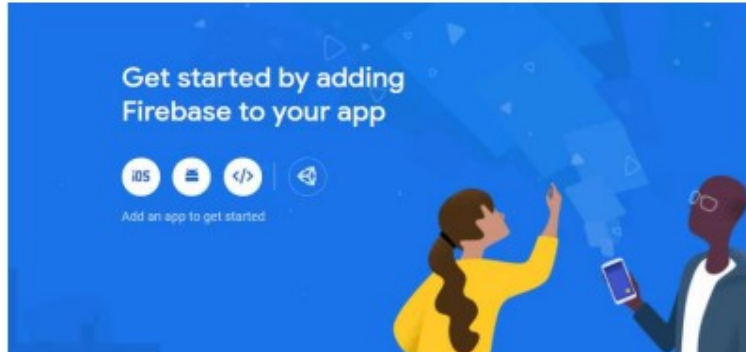 Get started by adding
Firebase to your app
iOS </>
Add an app to get started